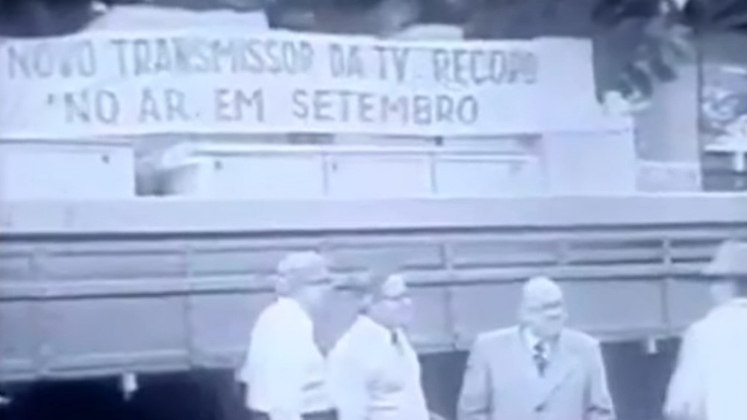 NOVO TRANSMISSOR DA TV RECORD
NO AR EM SETEMBRO